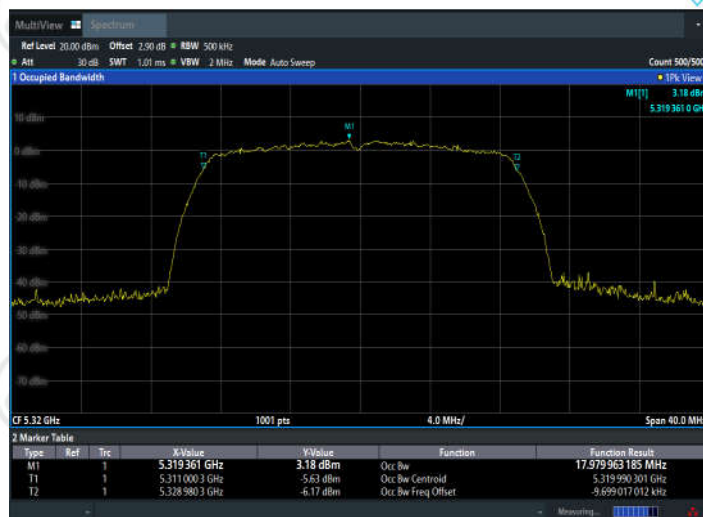 MultiView Spectrum
Ref Level 20.00 dBm Offset 2.90 dB RBW 500 kHz
Att 30 dB SWT 1.01 ms VBW 2 MHz Mode Auto Sweep Count 500/500
1 Occupied Bandwidth 1Pk View
M1[1] 3.18 dBm
5.319 361 0 GH
10 dBm
M1
0 dBm
T1
T2
-10 dBm
-20 dBm
-30 dBm
-40 dBm
-50 dBm
-60 dBm
-70 dBm
CF 5.32 GHz 1001 pts 4.0 MHz/ Span 40.0 MH
2 Marker Table
Type Ref Trc X-Value Y-Value Function Function Result
M1 1 5.319 361 GHz 3.18 dBm Occ Bw 17.979 963 185 MHz
T1 1 5.311 000 3 GHz -5.63 dBm Occ Bw Centroid 5.319 990 301 GHz
T2 1 5.328 980 3 GHz -6.17 dBm Occ Bw Freq Offset -9.699 017 012 kHz
Measuring...